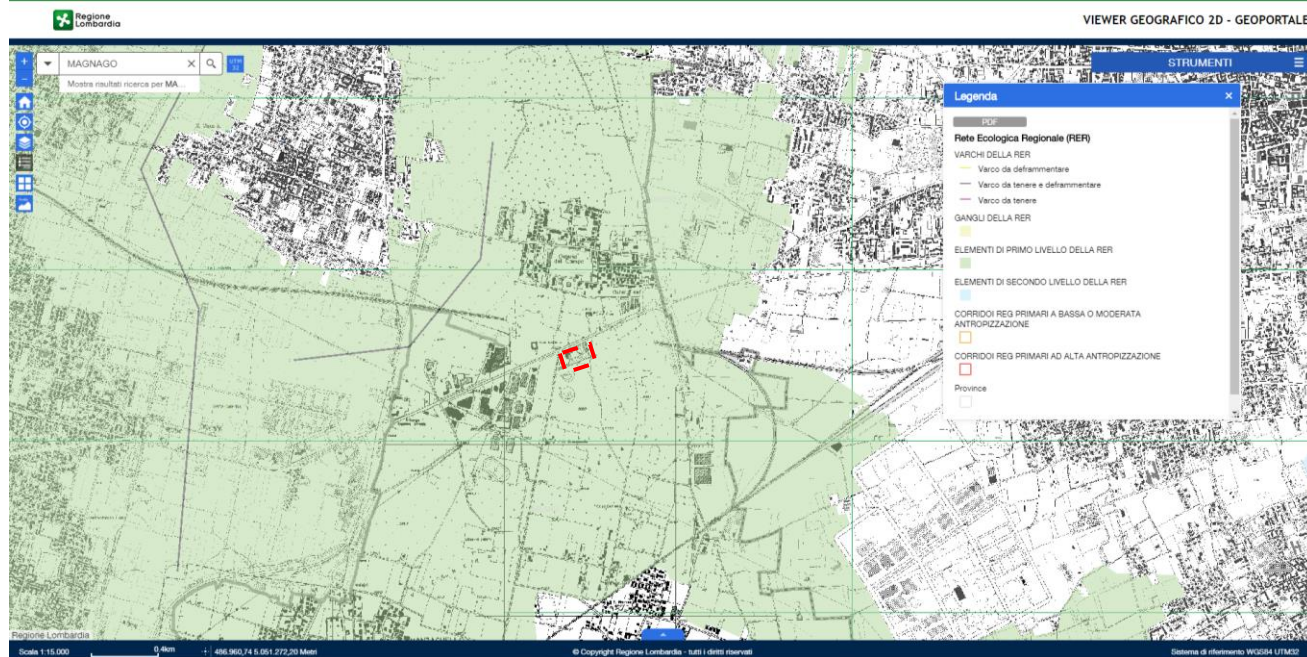 Regione
Lombardia
VIEWER GEOGRAFICO 2D - GEOPORTALE
MAGNAGO
UTM
32
Mostra risultati ricerca per MA...
STRUMENTI
Legenda
PDF
Rete Ecologica Regionale (RER)
VARCHI DELLA RER
Varco da deframmentare
Varco da tenere e deframmentare
Varco da tenere
GANGLI DELLA RER
ELEMENTI DI PRIMO LIVELLO DELLA RER
ELEMENTI DI SECONDO LIVELLO DELLA RER
CORRIDOI REG PRIMARI A BASSA O MODERATA
ANTROPIZZAZIONE
CORRIDOI REG PRIMARI AD ALTA ANTROPIZZAZIONE
Province
Regione Lombardia
Scala 1:15.000
0.4km
486.960,74 5.051.272,20 Metri
© Copyright Regione Lombardia - tutti i diritti riservati
Sistema di riferimento WGS84 UTM32